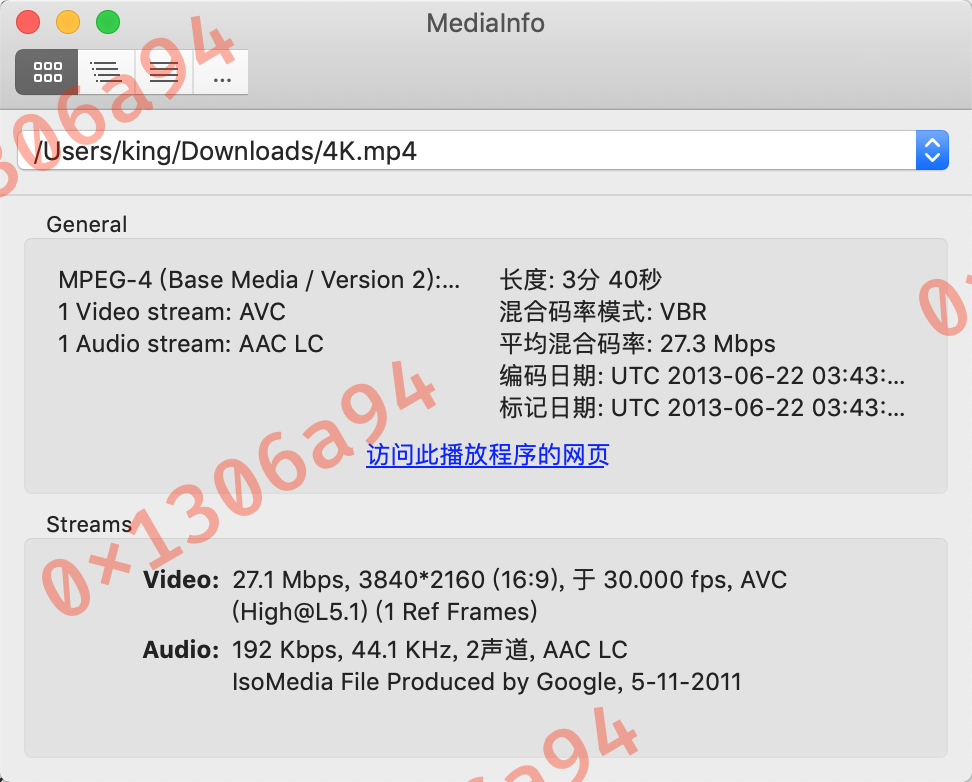 MediaInfo
...
/Users/king/Downloads/4K.mp4
General
MPEG-4 (Base Media / Version 2):...
1 Video stream: AVC
1 Audio stream: AAC LC
长度: 3分 40秒
混合码率模式: VBR
平均混合码率: 27.3 Mbps
编码日期: UTC 2013-06-22 03:43:...
标记日期: UTC 2013-06-22 03:43:...
访问此播放程序的网页
Streams
Video: 27.1 Mbps, 3840*2160 (16:9), 于 30.000 fps, AVC
(High@L5.1) (1 Ref Frames)
Audio: 192 Kbps, 44.1 KHz, 2声道, AAC LC
IsoMedia File Produced by Google, 5-11-2011
306a94
0×1306a94
0×
6a94